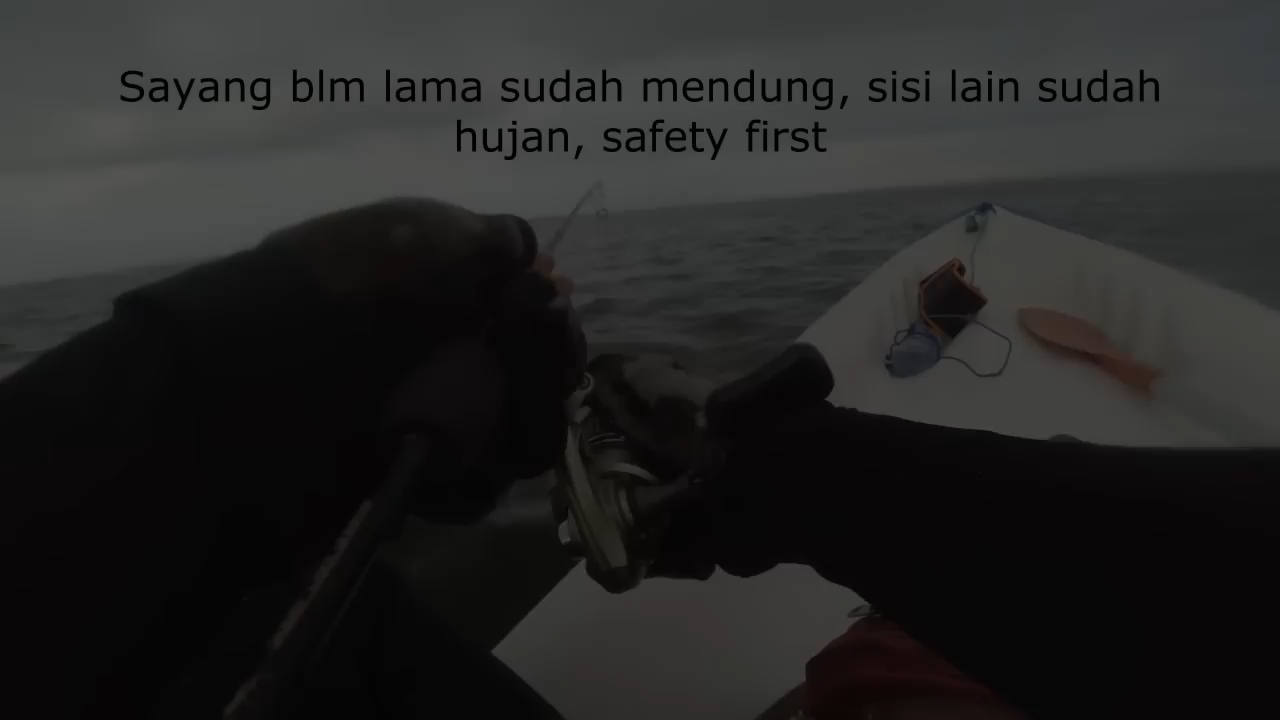 Sayang blm lama sudah mendung, sisi lain sudah
hujan, safety first